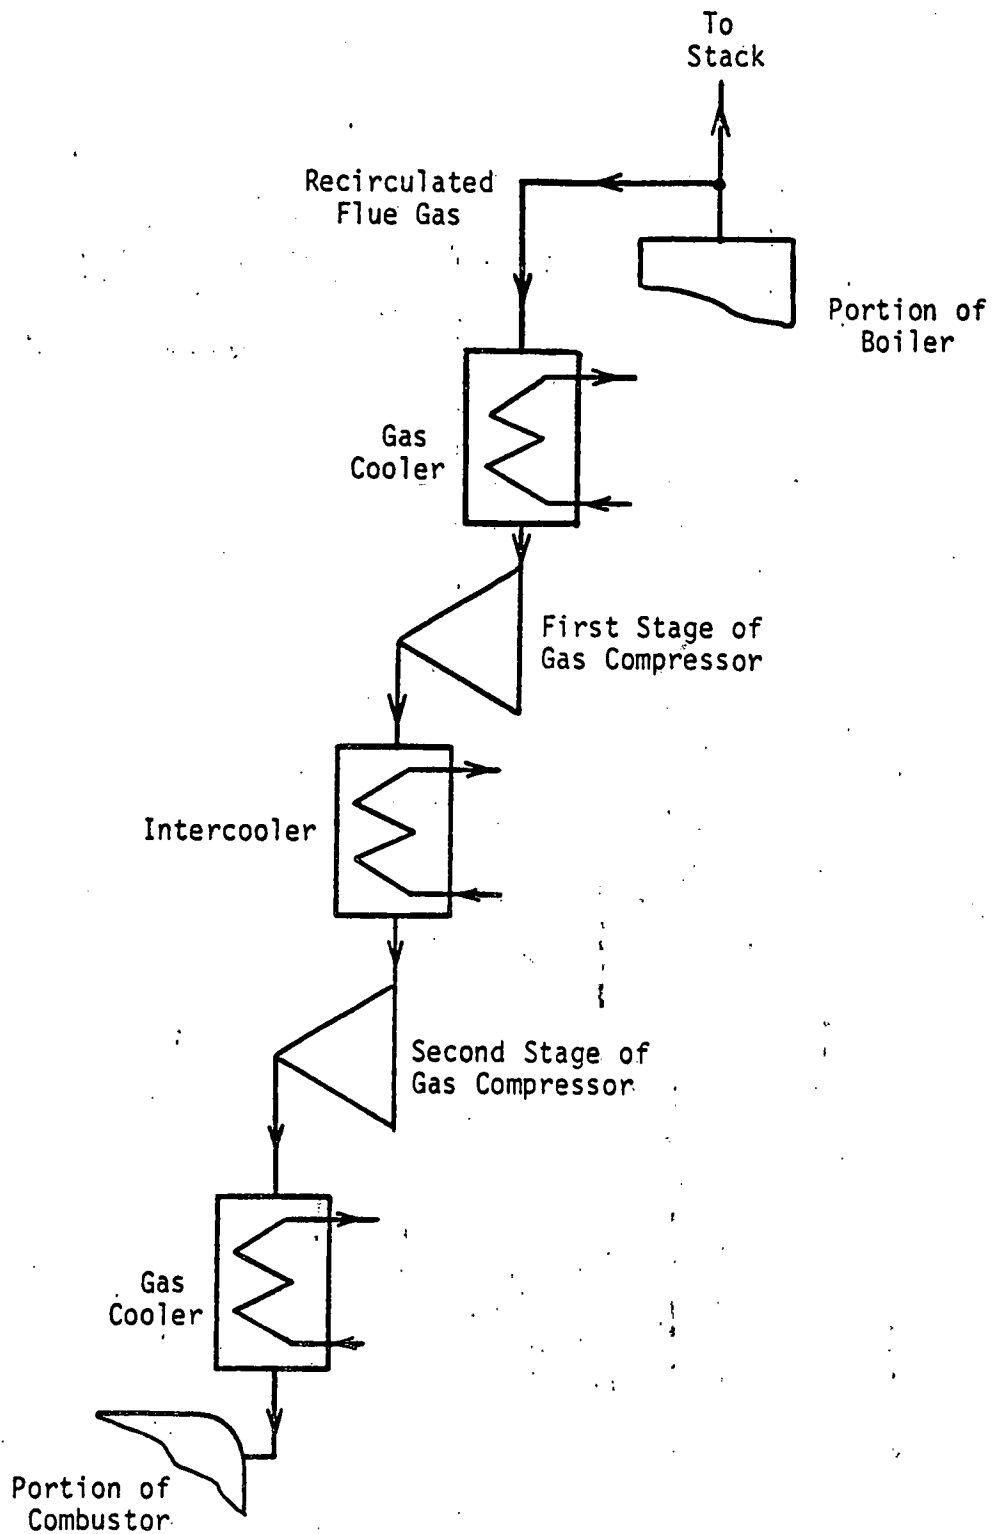 To
Stack
Recirculated
Flue Gas
Portion of
Boiler
Gas
Cooler
First Stage of
Gas Compressor
Intercooler
Second Stage of
Gas Compressor
Gas
Cooler
Portion of
Combustor